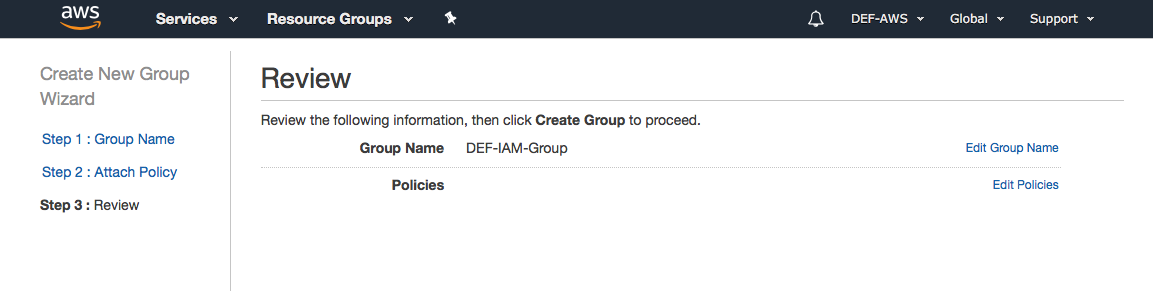 aws Services Resource Groups DEF-AWS Global Support
Create New Group
Wizard
Step 1 : Group Name
Step 2 : Attach Policy
Step 3 : Review
Review
Review the following information, then click Create Group to proceed.
Group Name DEF-IAM-Group Edit Group Name
Policies Edit Policies